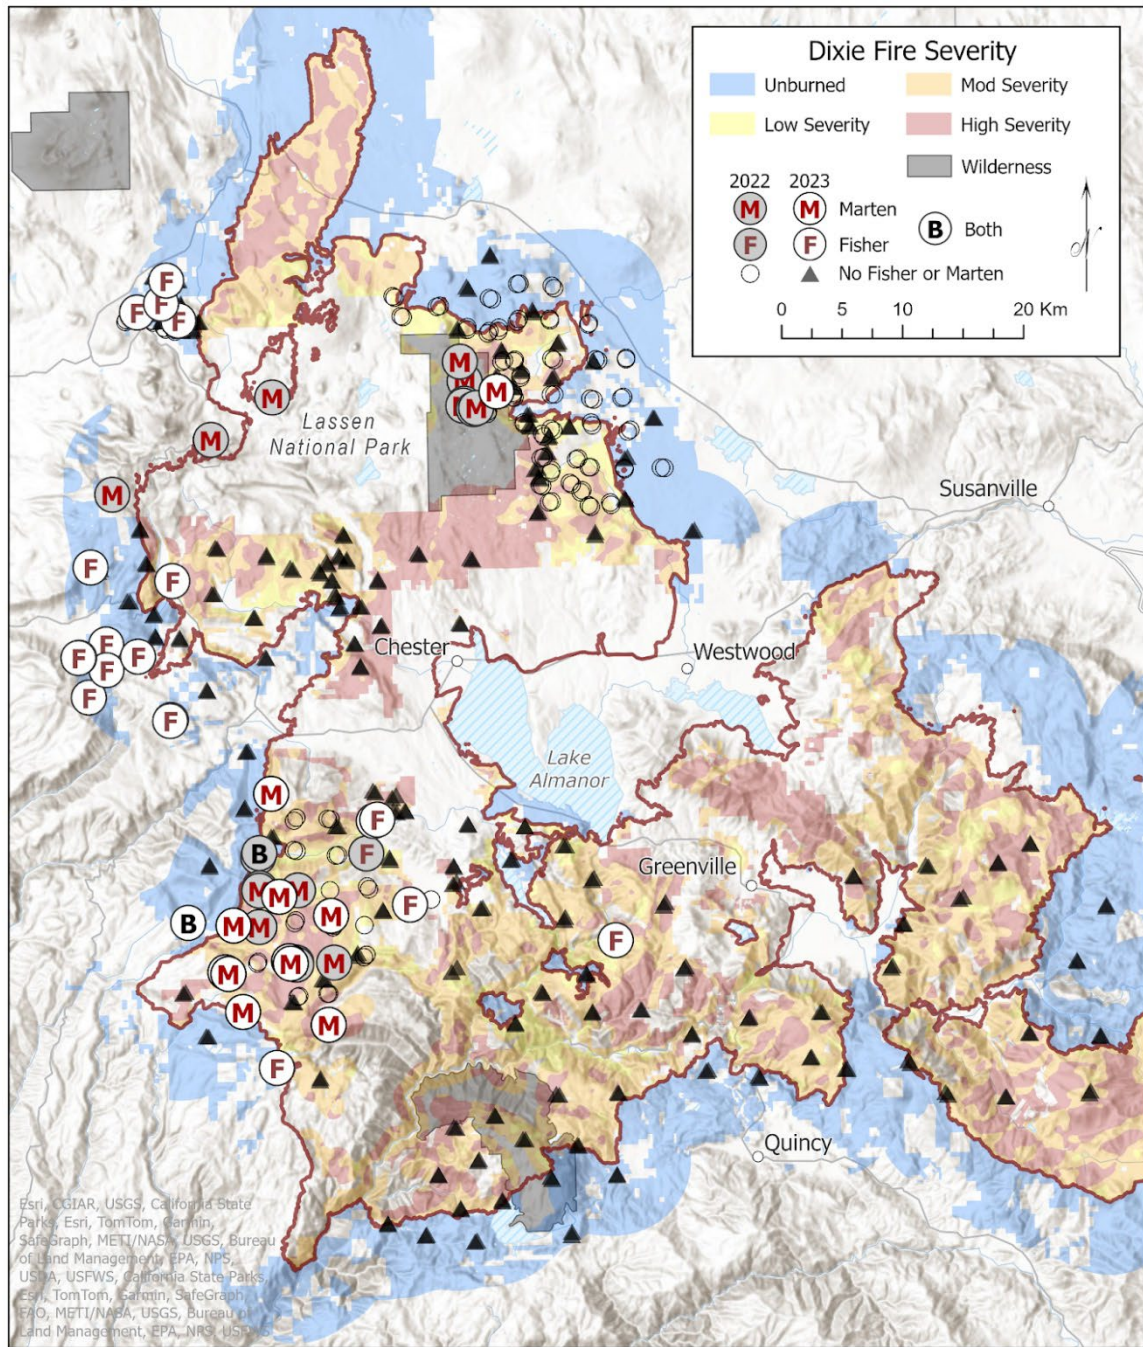 Dixie Fire Severity
Unburned
Mod Severity
Low Severity
High Severity
Wilderness
2022
2023
M
M
Marten
F
F
Fisher
B
Both
No Fisher or Marten
0
5
10
20 Km
F
F
F
F
M
M
M
M
M
M
M
Lassen
National Park
M
Susanville
F
F
F
F
F
F
F
F
Chester
Westwood
F
Lake
Almanor
M
F
B
F
Greenville
M
M
M
F
M
B
M
M
F
M
M
M
M
M
F
Quincy
Esri, CGIAR, USGS, California State
Parks, Esri, TomTom, Garmin,
SafeGraph, METI/NASA, USGS, Bureau
of Land Management, EPA, NPS,
USDA, USFWS, California State Parks,
Esri, TomTom, Garmin, SafeGraph,
FAO, METI/NASA, USGS, Bureau of
Land Management, EPA, NPS, USFWS